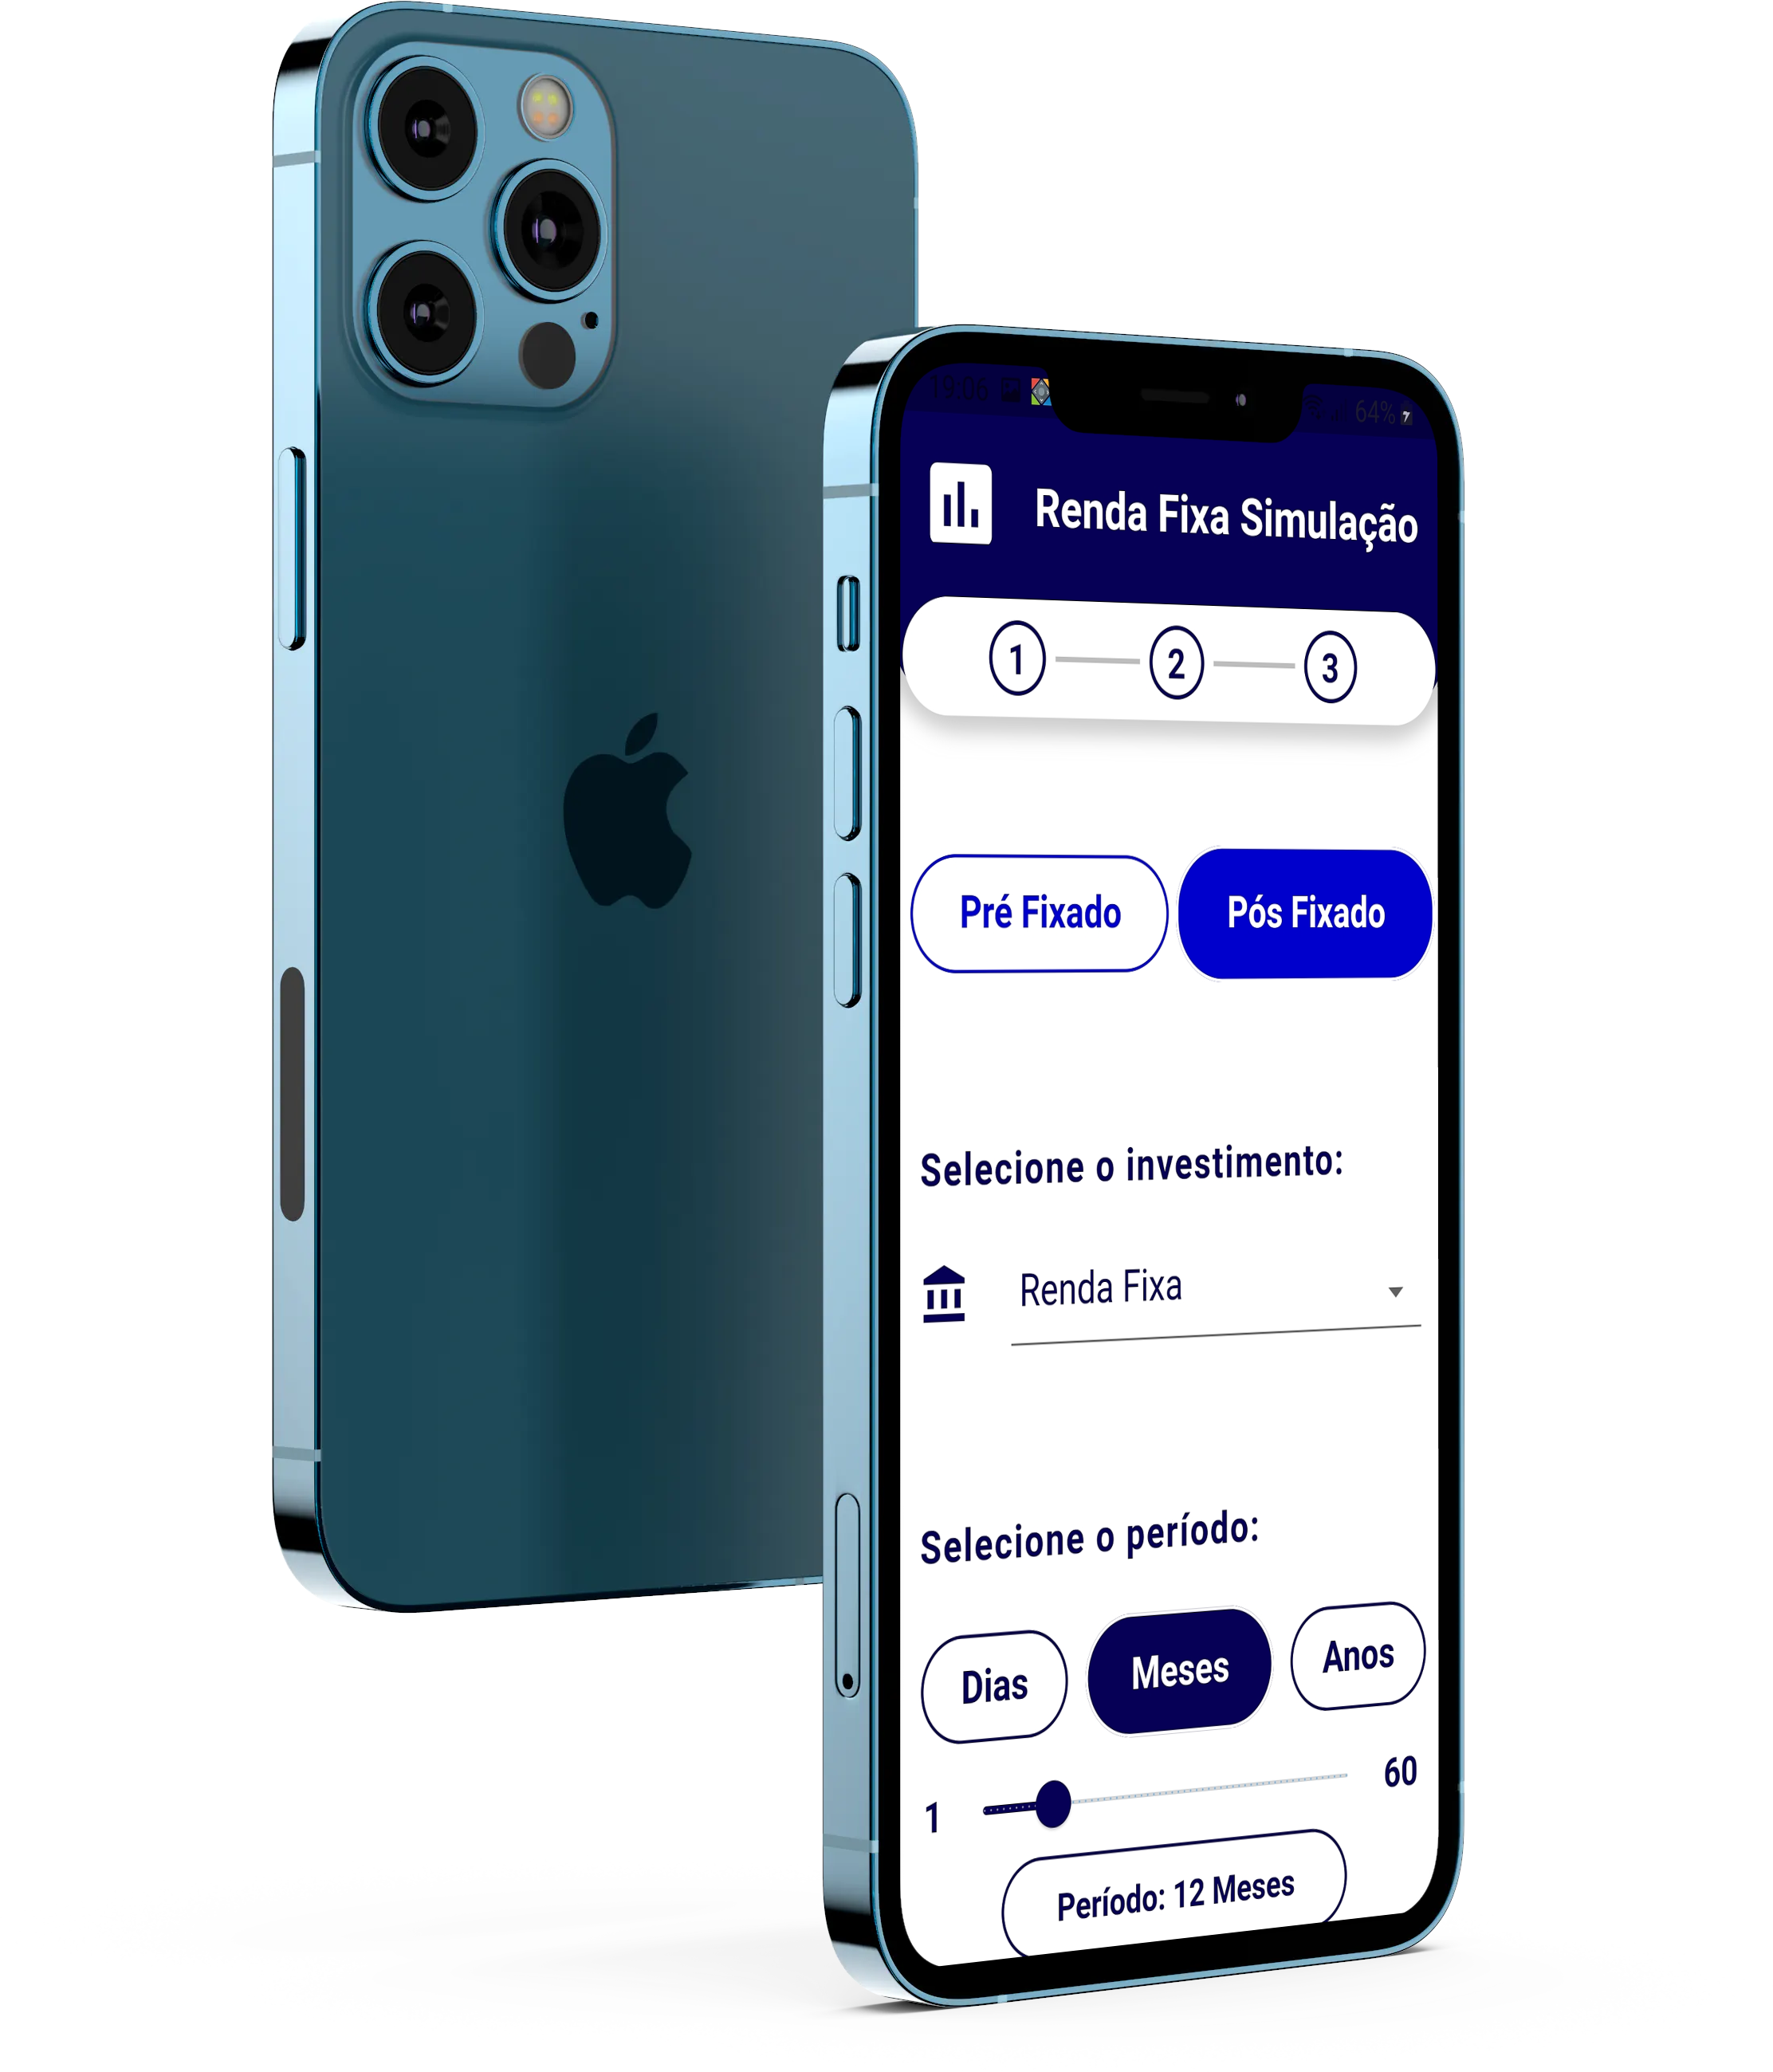 19:06 64%
Renda Fixa Simulação
1 2 3
Pré Fixado Pós Fixado
Selecione o investimento:
Renda Fixa
Selecione o período:
Dias Meses Anos
1 60
Período: 12 Meses